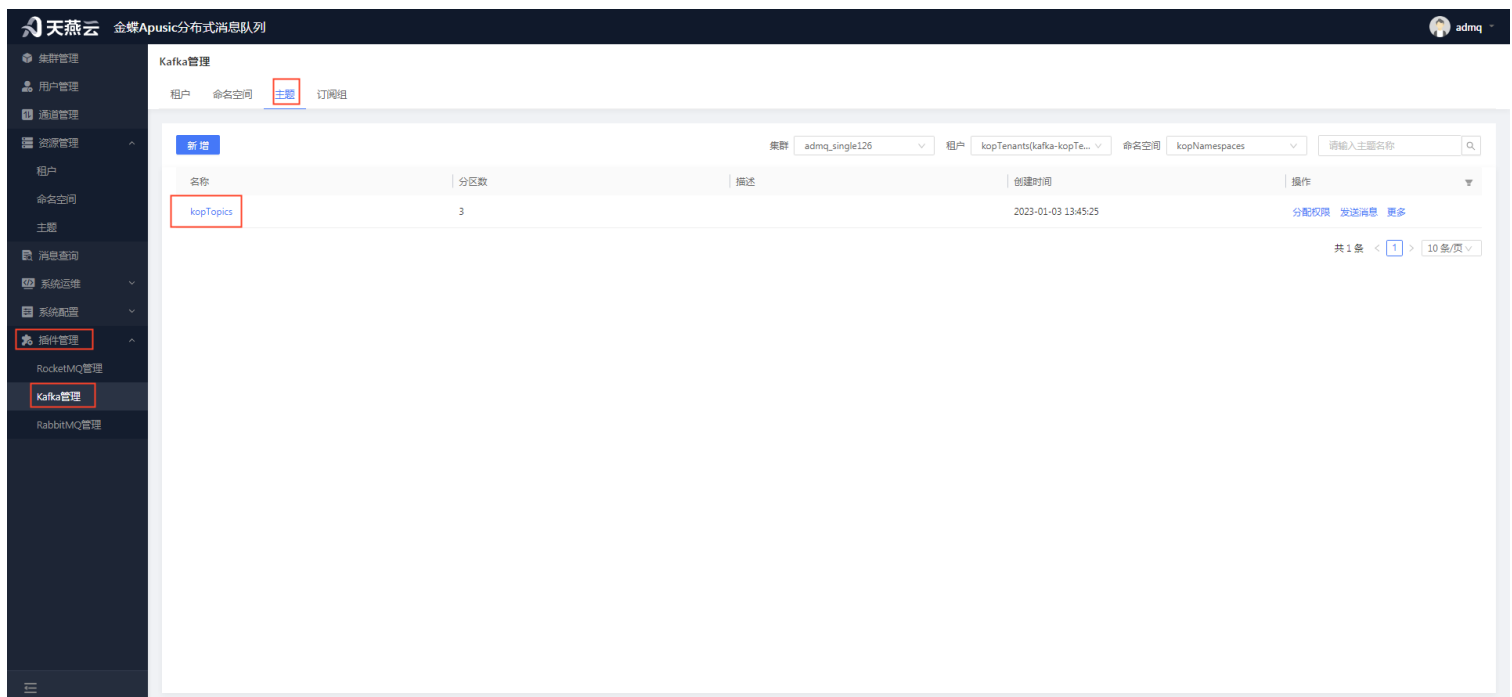 天燕云 金蝶Apusic分布式消息队列
admq
集群管理
用户管理
通道管理
资源管理
租户
命名空间
主题
消息查询
系统运维
系统配置
插件管理
RocketMQ管理
Kafka管理
RabbitMQ管理
Kafka管理
租户 命名空间 主题 订阅组
新增 集群 admq_single126 租户 kopTenants(kafka-kopTe... 命名空间 kopNamespaces 请输入主题名称
名称 分区数 描述 创建时间 操作
kopTopics 3 2023-01-03 13:45:25 分配权限 发送消息 更多
共1条 < 1 > 10条/页